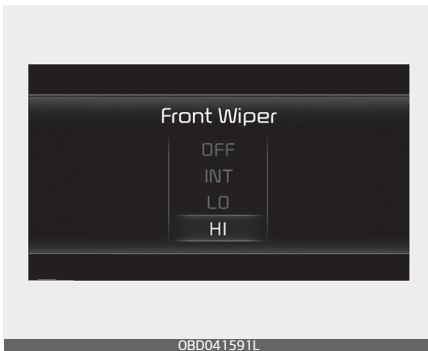 Front Wiper
OFF
INT
LO
HI
OBD041591L